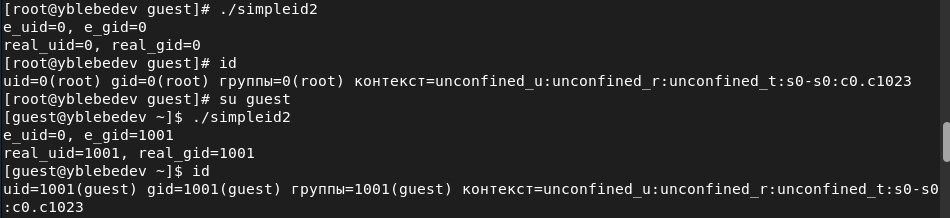 [root@yblebedev guest]# ./simpleid2
e_uid=0, e_gid=0
real_uid=0, real_gid=0
[root@yblebedev guest]# id
uid=0(root) gid=0(root) группы=0(root) контекст=unconfined_u:unconfined_r:unconfined_t:s0-s0:c0.c1023
[root@yblebedev guest]# su guest
[guest@yblebedev ~]$ ./simpleid2
e_uid=0, e_gid=1001
real_uid=1001, real_gid=1001
[guest@yblebedev ~]$ id
uid=1001(guest) gid=1001(guest) группы=1001(guest) контекст=unconfined_u:unconfined_r:unconfined_t:s0-s0
:c0.c1023